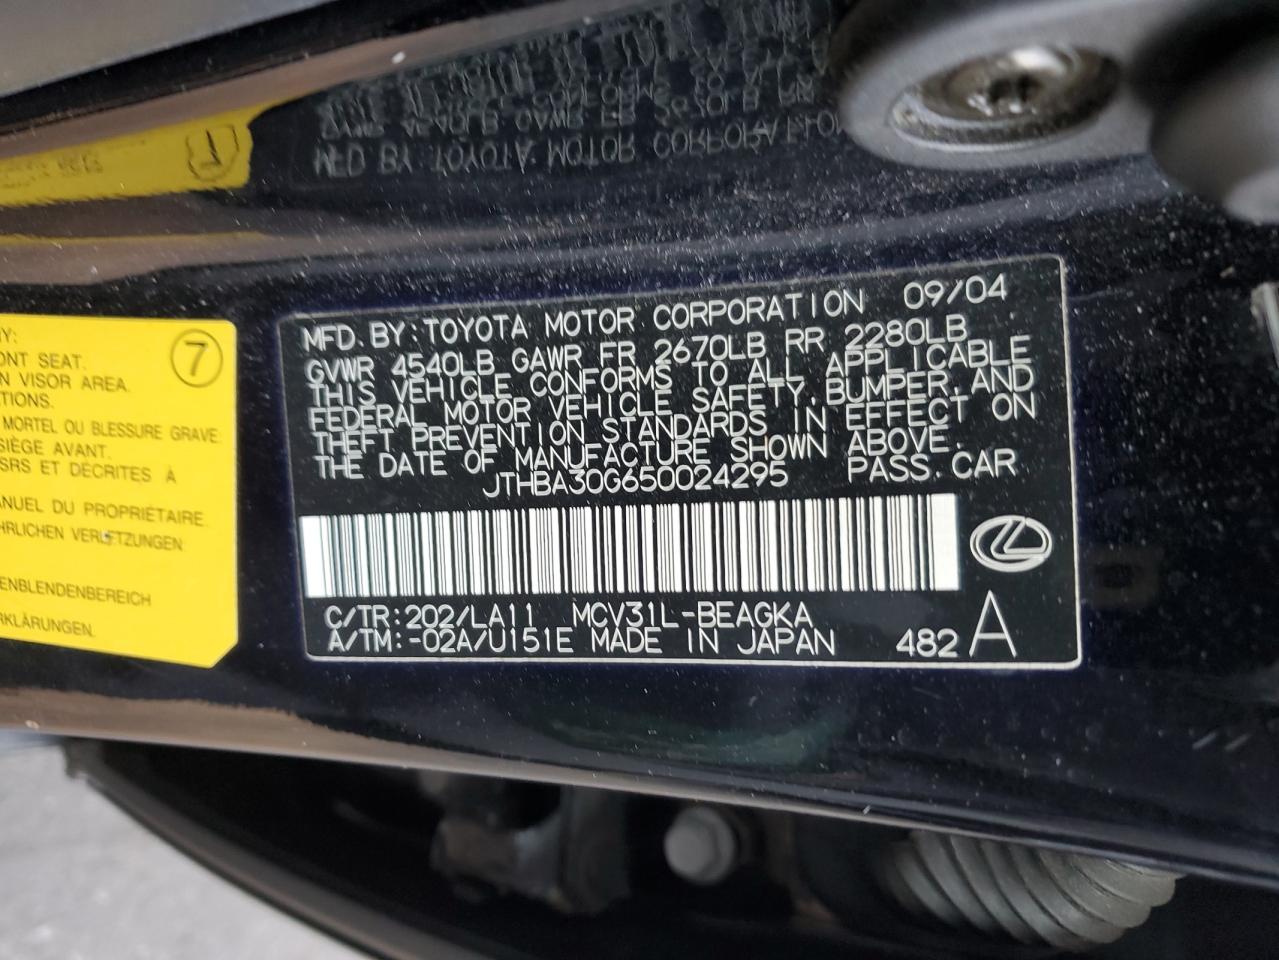 NY:
ONT SEAT.
N VISOR AREA.
TIONS.
MORTEL OU BLESSURE GRAVE
SIÈGE AVANT.
SRS ET DÉCRITES À
ANUEL DU PROPIÉTAIRE.
HRLICHEN VERLETZUNGEN
ENBLENDENBEREICH
RKLÄRUNGEN.
7
MFD. BY: TOYOTA MOTOR CORPORATION 09/04
GVWR 4540LB GAWR FR 2670LB RR 2280LB
THIS VEHICLE CONFORMS TO ALL APPLICABLE
FEDERAL MOTOR VEHICLE SAFETY, BUMPER, AND
THEFT PREVENTION STANDARDS IN EFFECT ON
THE DATE OF MANUFACTURE SHOWN ABOVE.
JTHBA30G650024295 PASS. CAR
C/TR: 202/LA11 MCV31L-BEAGKA
A/TM: -02A/U151E MADE IN JAPAN 482 A